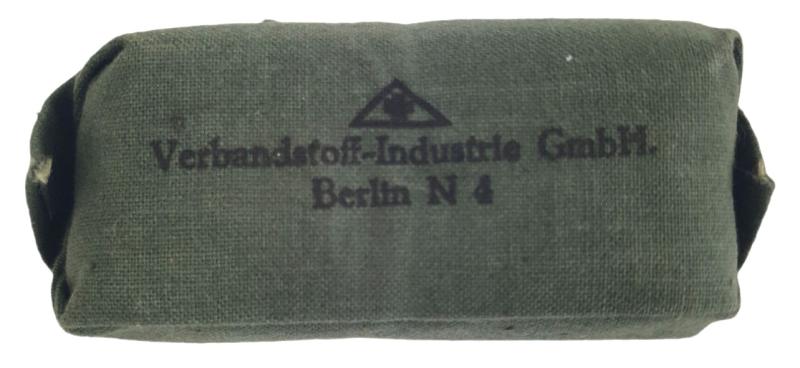 Verbandstoff-Industrie GmbH.
Berlin N 4